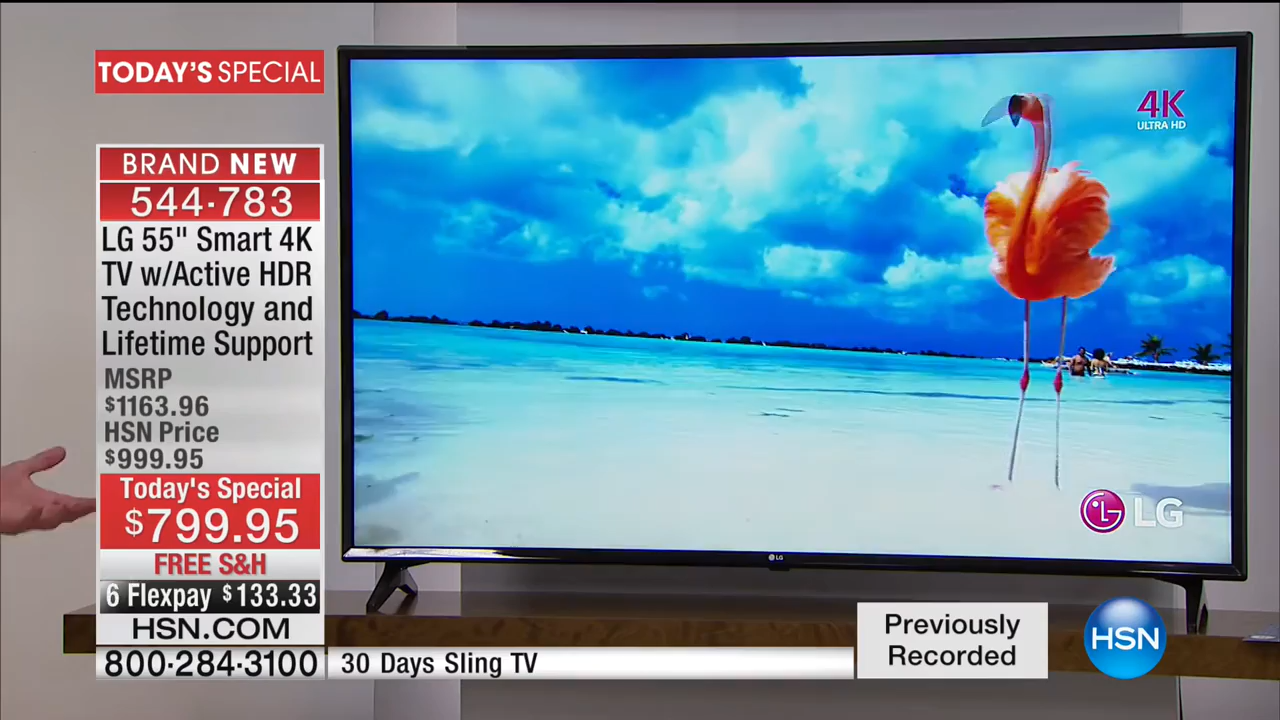 TODAY'S SPECIAL
BRAND NEW
544-783
LG 55" Smart 4K
TV w/Active HDR
Technology and
Lifetime Support
MSRP
$1163.96
HSN Price
$999.95
Today's Special
$799.95
FREE S&H
6 Flexpay $133.33
HSN.COM
800-284-3100
30 Days Sling TV
4K
ULTRA HD
LG
LG
Previously
Recorded
HSN